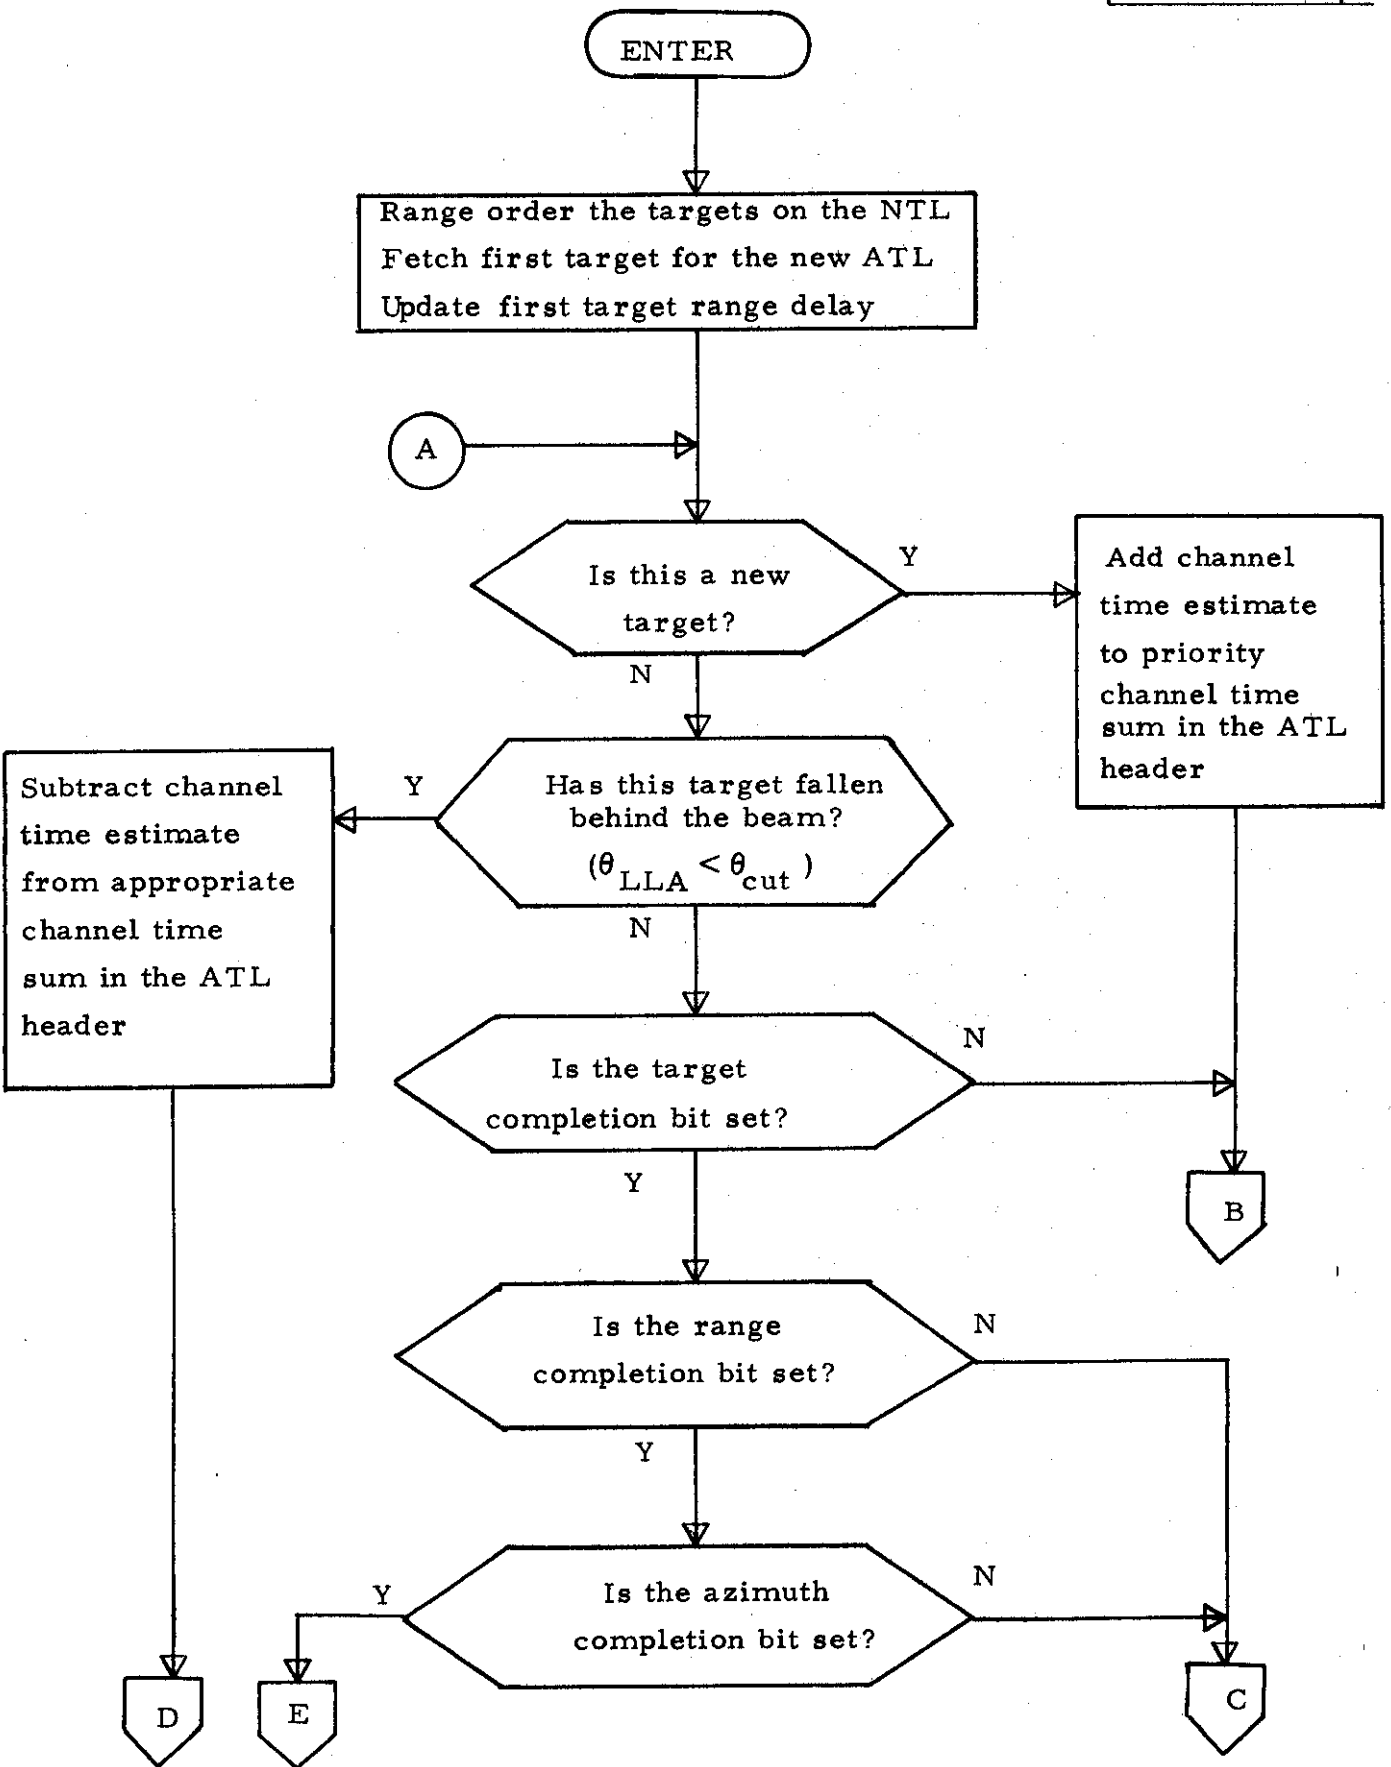 ENTER
Range order the targets on the NTL
Fetch first target for the new ATL
Update first target range delay
A
Is this a new
target?
Y
N
Add channel
time estimate
to priority
channel time
sum in the ATL
header
Has this target fallen
behind the beam?
(θLLA < θcut)
Y
N
Subtract channel
time estimate
from appropriate
channel time
sum in the ATL
header
Is the target
completion bit set?
N
Y
B
Is the range
completion bit set?
N
Y
Is the azimuth
completion bit set?
Y
N
D
E
C